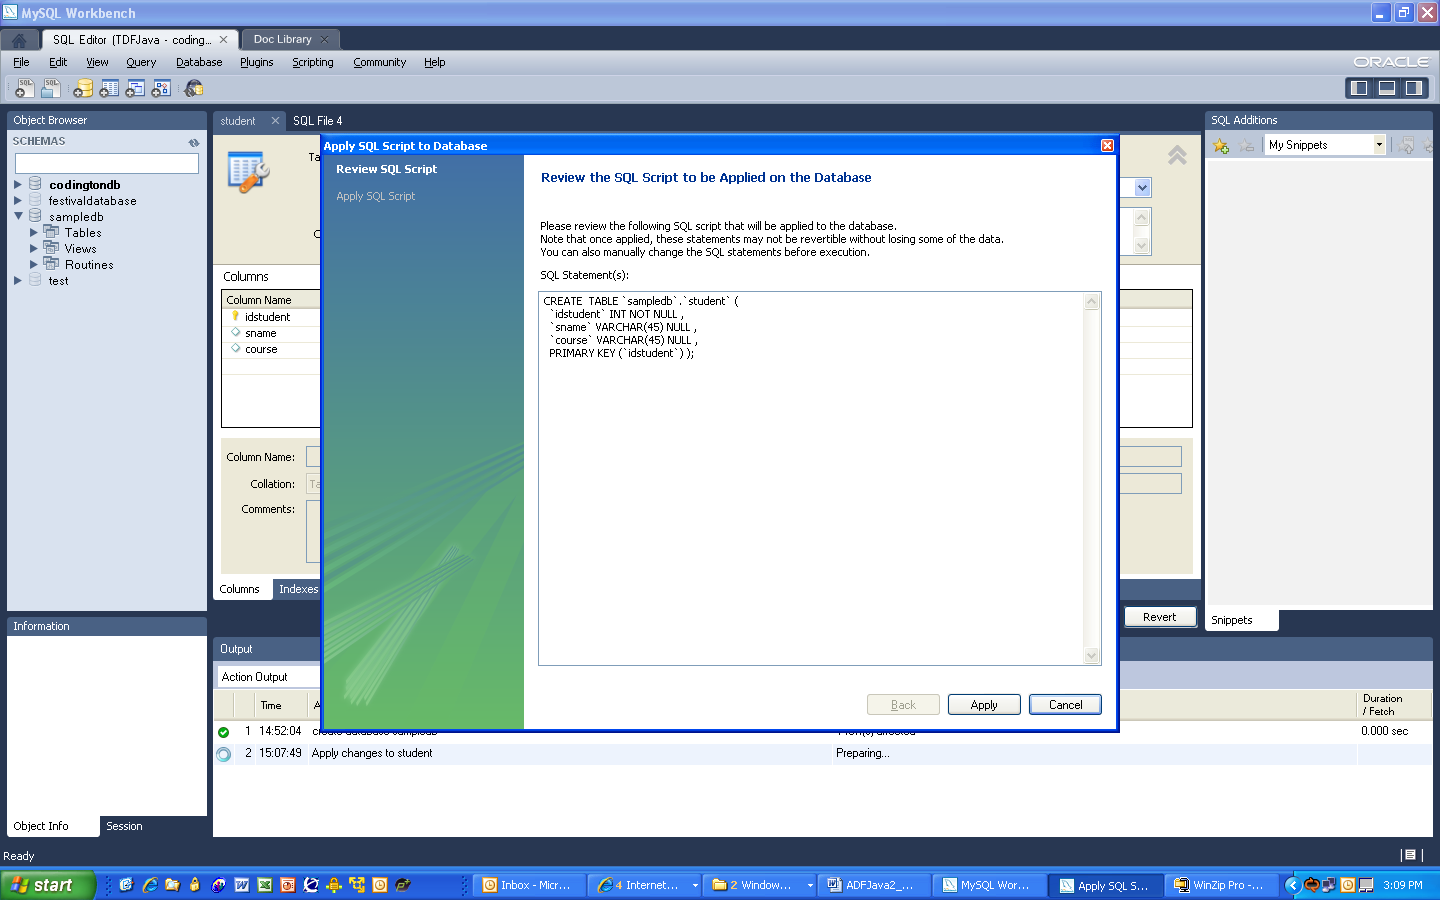 MySQL Workbench
SQL Editor (TDFJava - coding...
Doc Library
File Edit View Query Database Plugins Scripting Community Help
ORACLE
Object Browser
SCHEMAS
codingtondb
festivaldatabase
sampledb
Tables
Views
Routines
test
Information
Object Info Session
student
SQL File 4
Ta
C
Columns
Column Name
idstudent
sname
course
Column Name:
Collation: Ta
Comments:
Columns Indexes
Revert
Apply SQL Script to Database
Review SQL Script
Apply SQL Script
Review the SQL Script to be Applied on the Database
Please review the following SQL script that will be applied to the database.
Note that once applied, these statements may not be revertible without losing some of the data.
You can also manually change the SQL statements before execution.
SQL Statement(s):
CREATE  TABLE `sampledb`.`student` (
  `idstudent` INT NOT NULL ,
  `sname` VARCHAR(45) NULL ,
  `course` VARCHAR(45) NULL ,
  PRIMARY KEY (`idstudent`) );
Back Apply Cancel
SQL Additions
My Snippets
Snippets
Output
Action Output
Time A Duration / Fetch
1 14:52:04 create database sampledb 1 row(s) affected 0.000 sec
2 15:07:49 Apply changes to student Preparing...
Ready
start
Inbox - Micr...
4 Internet...
2 Window...
ADFJava2_...
MySQL Wor...
Apply SQL S...
WinZip Pro -...
3:09 PM